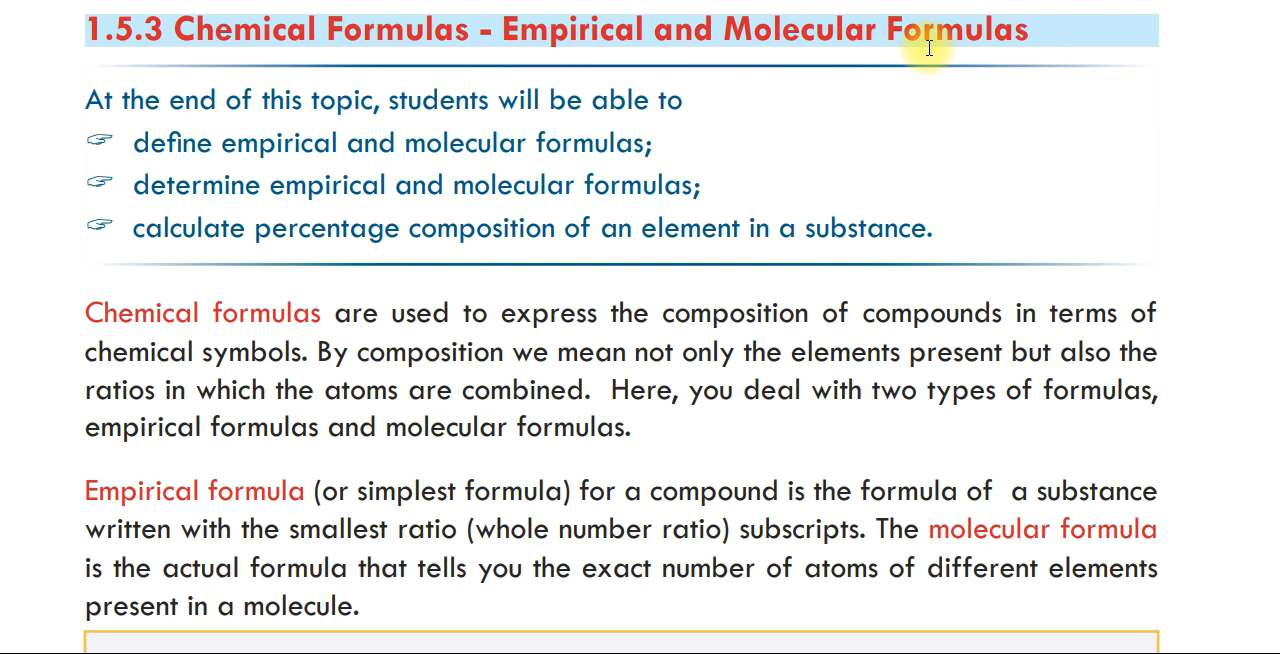 1.5.3 Chemical Formulas - Empirical and Molecular Formulas
At the end of this topic, students will be able to
☞ define empirical and molecular formulas;
☞ determine empirical and molecular formulas;
☞ calculate percentage composition of an element in a substance.
Chemical formulas are used to express the composition of compounds in terms of
chemical symbols. By composition we mean not only the elements present but also the
ratios in which the atoms are combined. Here, you deal with two types of formulas,
empirical formulas and molecular formulas.
Empirical formula (or simplest formula) for a compound is the formula of a substance
written with the smallest ratio (whole number ratio) subscripts. The molecular formula
is the actual formula that tells you the exact number of atoms of different elements
present in a molecule.